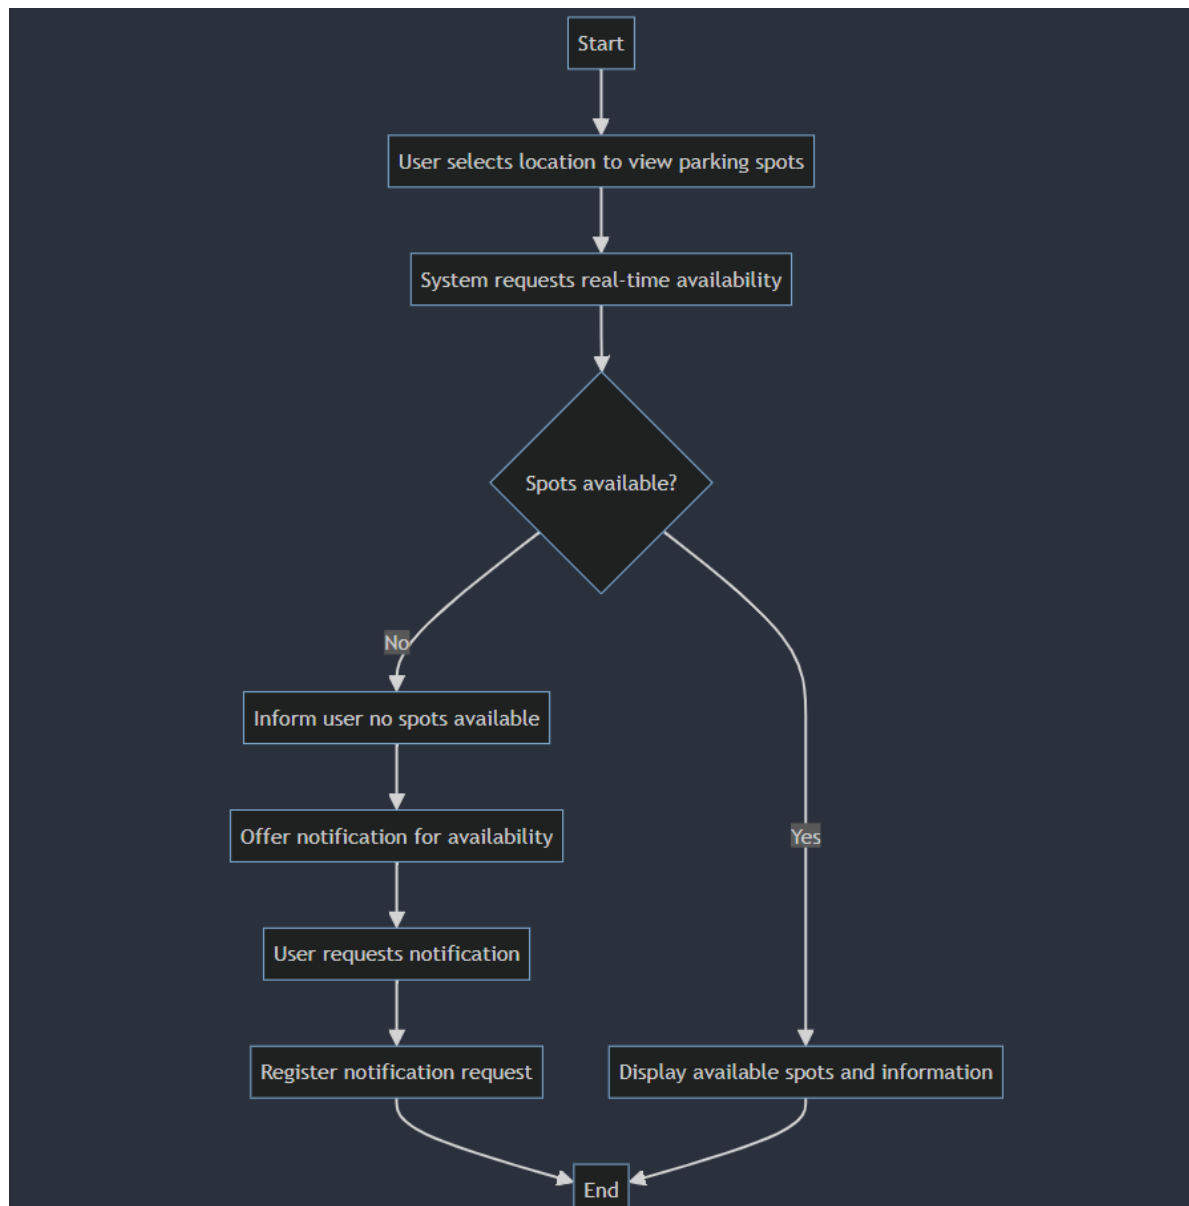 Start
User selects location to view parking spots
System requests real-time availability
Spots available?
No
Inform user no spots available
Offer notification for availability
Yes
User requests notification
Register notification request
Display available spots and information
End